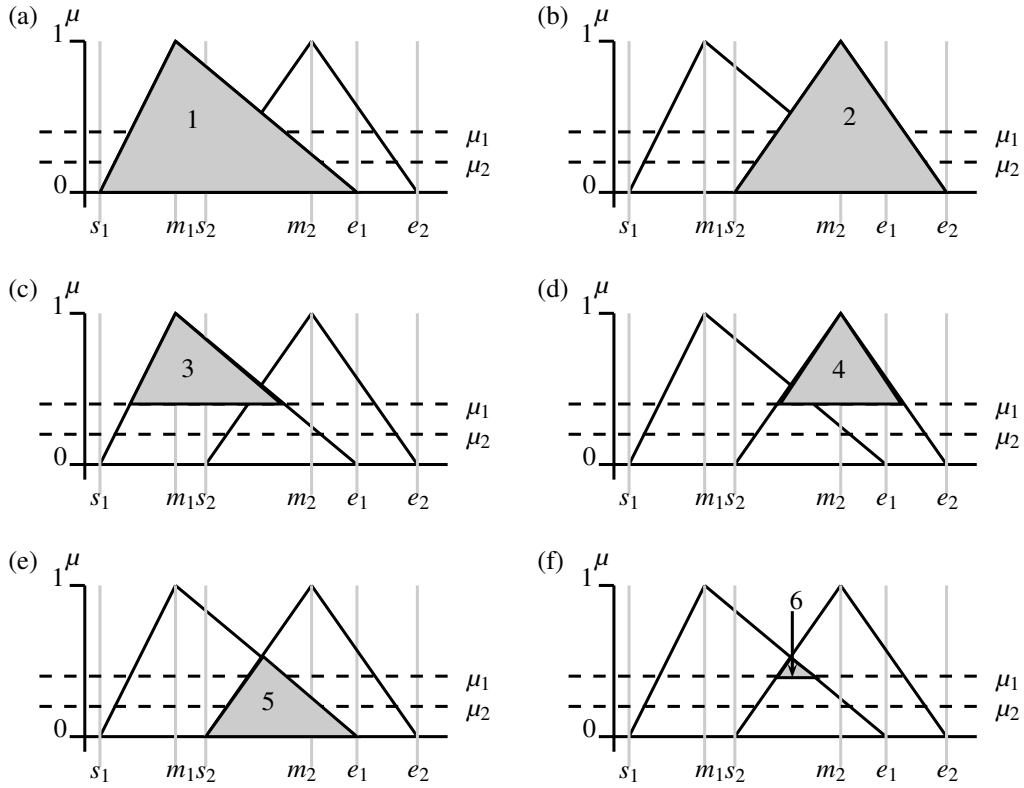 (a) μ (b) μ
1 1
1 2
μ₁ μ₁
μ₂ μ₂
0 0
s₁ m₁ s₂ m₂ e₁ e₂ s₁ m₁ s₂ m₂ e₁ e₂
(c) μ (d) μ
1 1
3 4
μ₁ μ₁
μ₂ μ₂
0 0
s₁ m₁ s₂ m₂ e₁ e₂ s₁ m₁ s₂ m₂ e₁ e₂
(e) μ (f) μ
1 1
6
5
μ₁ μ₁
μ₂ μ₂
0 0
s₁ m₁ s₂ m₂ e₁ e₂ s₁ m₁ s₂ m₂ e₁ e₂